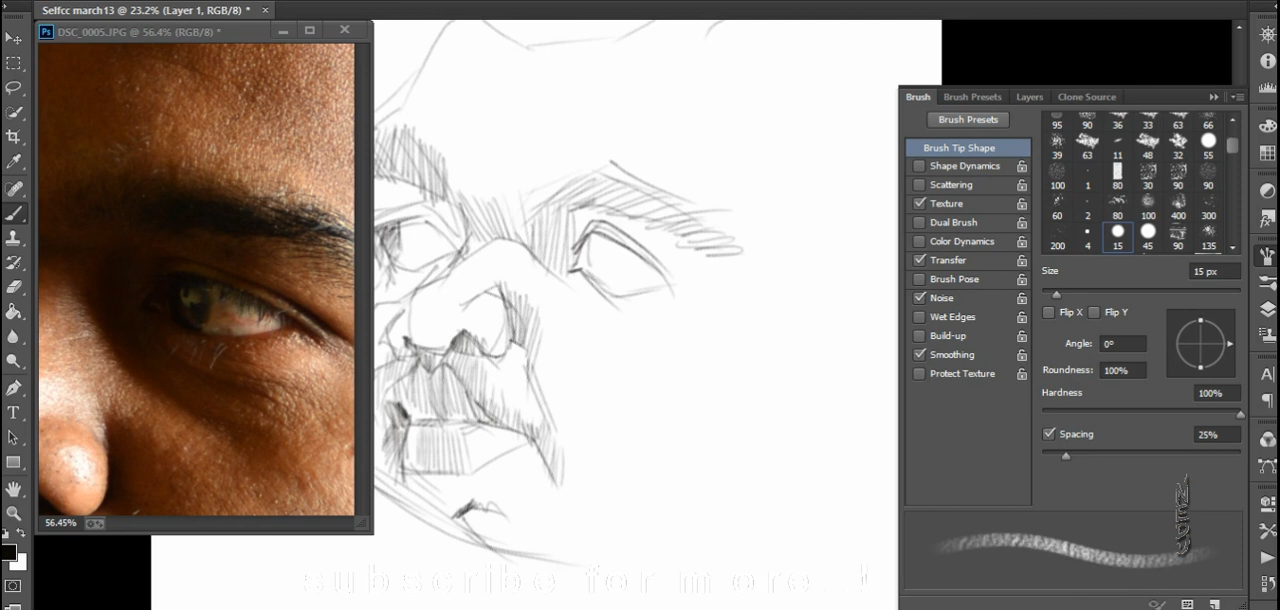 Selfcc march13 @ 23.2% (Layer 1, RGB/8) * ×
Ps DSC_0005.JPG @ 56.4% (RGB/8) *
56.45%
Brush Brush Presets Layers Clone Source
Brush Presets
Brush Tip Shape
Shape Dynamics
Scattering
Texture
Dual Brush
Color Dynamics
Transfer
Brush Pose
Noise
Wet Edges
Build-up
Smoothing
Protect Texture
95 90 36 33 63 66
39 63 11 48 32 55
100 1 80 30 90 90
60 2 80 100 400 300
200 4 15 45 90 135
Size 15 px
Flip X Flip Y
Angle: 0º
Roundness: 100%
Hardness 100%
Spacing 25%
subscribe for more !